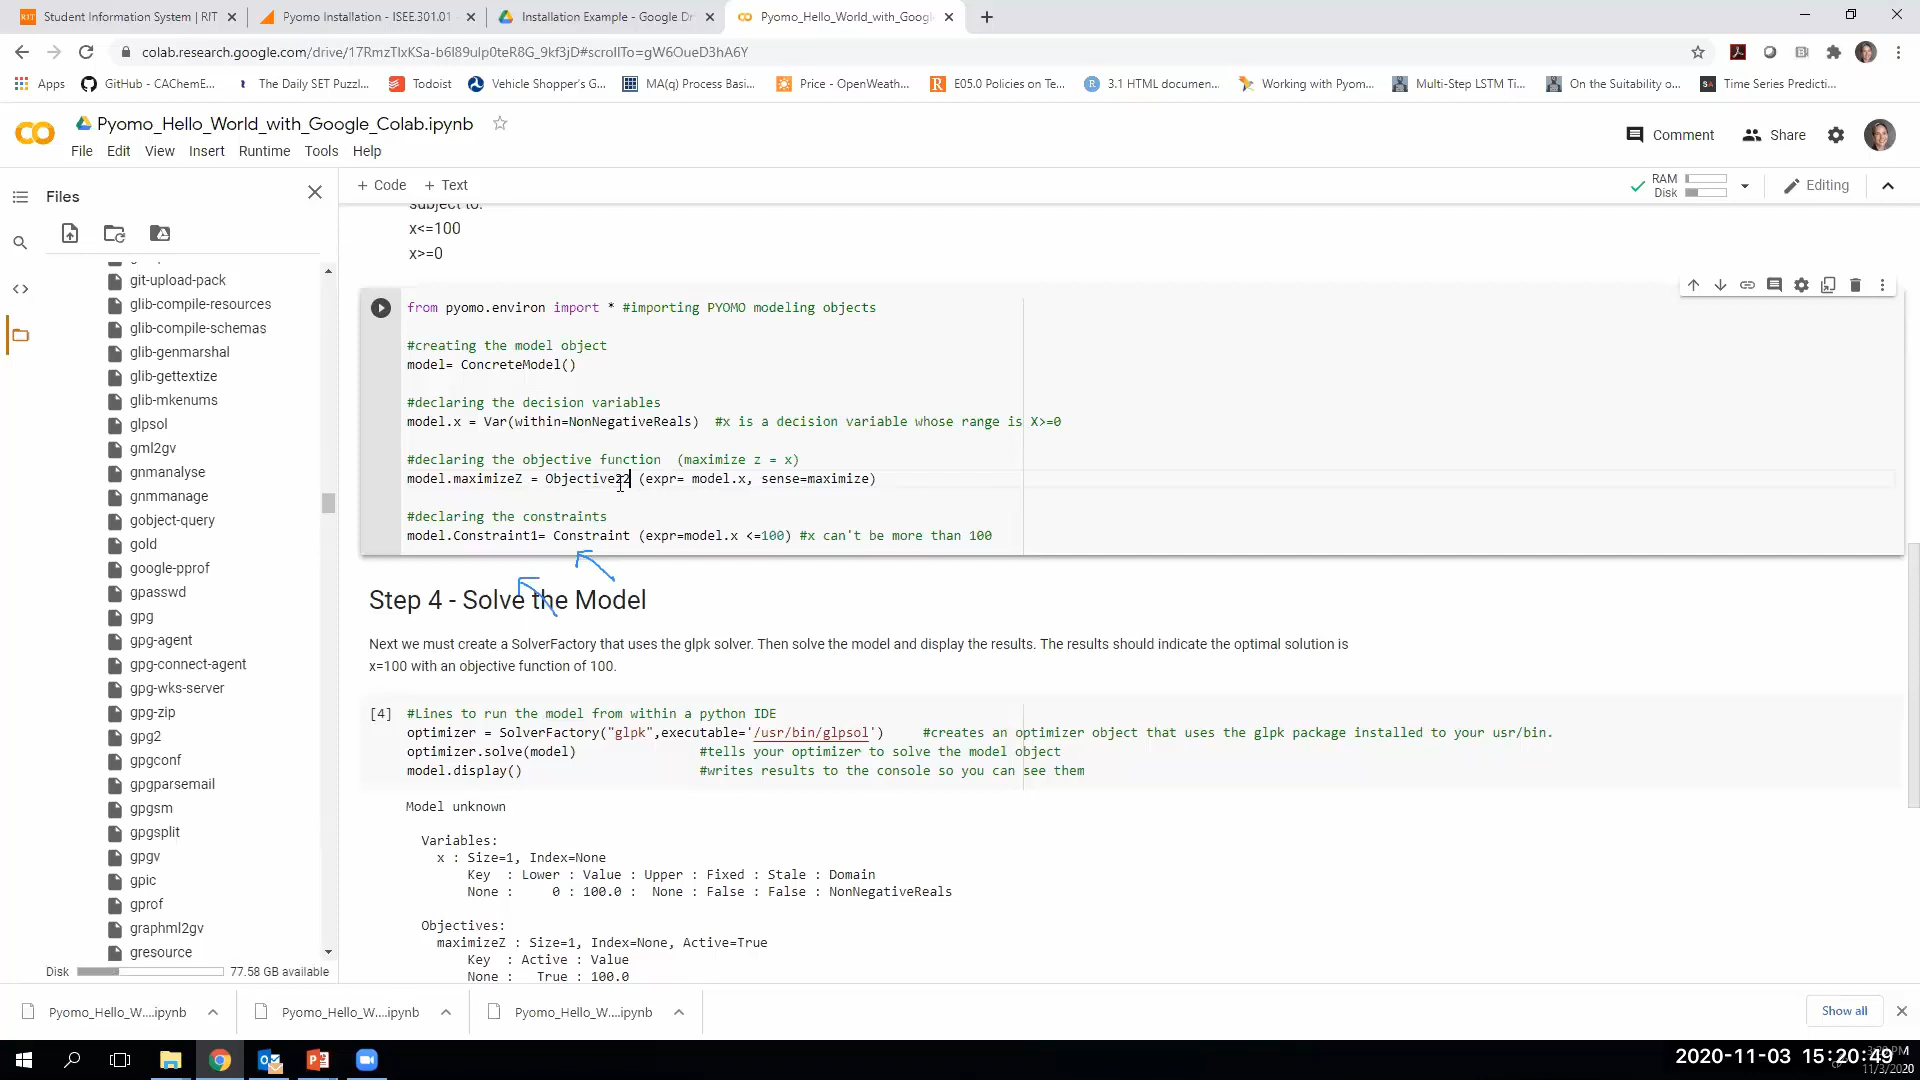 Student Information System | RIT
Pyomo Installation - ISEE.301.01
Installation Example - Google Dr
Pyomo_Hello_World_with_Google
colab.research.google.com/drive/17RmzTlxKSa-b6l89ulp0teR8G_9kf3jD#scrollTo=gW6OueD3hA6Y
Apps
GitHub - CAChemE...
The Daily SET Puzzl...
Todoist
Vehicle Shopper's G...
MA(q) Process Basi...
Price - OpenWeath...
E05.0 Policies on Te...
3.1 HTML documen...
Working with Pyom...
Multi-Step LSTM Ti...
On the Suitability o...
Time Series Predicti...
Pyomo_Hello_World_with_Google_Colab.ipynb
Comment
Share
File Edit View Insert Runtime Tools Help
Files
+ Code + Text
RAM
Disk
Editing
git-upload-pack
glib-compile-resources
glib-compile-schemas
glib-genmarshal
glib-gettextize
glib-mkenums
glpsol
gml2gv
gnmanalyse
gnmmanage
gobject-query
gold
google-pprof
gpasswd
gpg
gpg-agent
gpg-connect-agent
gpg-wks-server
gpg-zip
gpg2
gpgconf
gpgparsemail
gpgsm
gpgsplit
gpgv
gpic
gprof
graphml2gv
gresource
Disk 77.58 GB available
subject to:
x<=100
x>=0
from pyomo.environ import * #importing PYOMO modeling objects
#creating the model object
model= ConcreteModel()
#declaring the decision variables
model.x = Var(within=NonNegativeReals)  #x is a decision variable whose range is X>=0
#declaring the objective function  (maximize z = x)
model.maximizeZ = Objective22 (expr= model.x, sense=maximize)
#declaring the constraints
model.Constraint1= Constraint (expr=model.x <=100) #x can't be more than 100
Step 4 - Solve the Model
Next we must create a SolverFactory that uses the glpk solver. Then solve the model and display the results. The results should indicate the optimal solution is
x=100 with an objective function of 100.
[4] #Lines to run the model from within a python IDE
optimizer = SolverFactory("glpk",executable='/usr/bin/glpsol')     #creates an optimizer object that uses the glpk package installed to your usr/bin.
optimizer.solve(model)                #tells your optimizer to solve the model object
model.display()                       #writes results to the console so you can see them
Model unknown
Variables:
x : Size=1, Index=None
Key : Lower : Value : Upper : Fixed : Stale : Domain
None : 0 : 100.0 : None : False : False : NonNegativeReals
Objectives:
maximizeZ : Size=1, Index=None, Active=True
Key : Active : Value
None : True : 100.0
Pyomo_Hello_W....ipynb
Pyomo_Hello_W....ipynb
Pyomo_Hello_W....ipynb
Show all
2020-11-03 15:20:49
11/3/2020